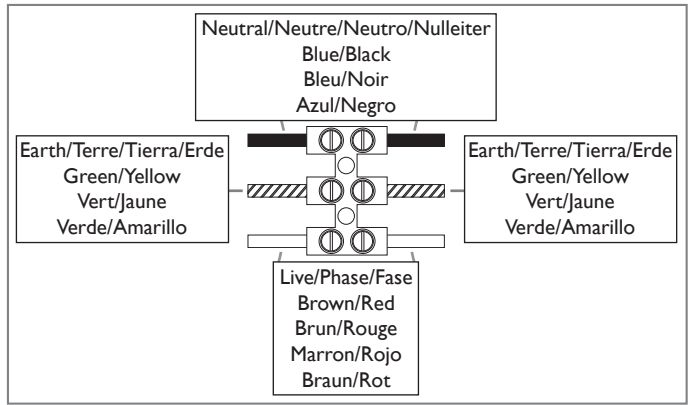 Neutral/Neutre/Neutro/Nulleiter
Blue/Black
Bleu/Noir
Azul/Negro
Earth/Terre/Tierra/Erde
Green/Yellow
Vert/Jaune
Verde/Amarillo
Earth/Terre/Tierra/Erde
Green/Yellow
Vert/Jaune
Verde/Amarillo
Live/Phase/Fase
Brown/Red
Brun/Rouge
Marron/Rojo
Braun/Rot